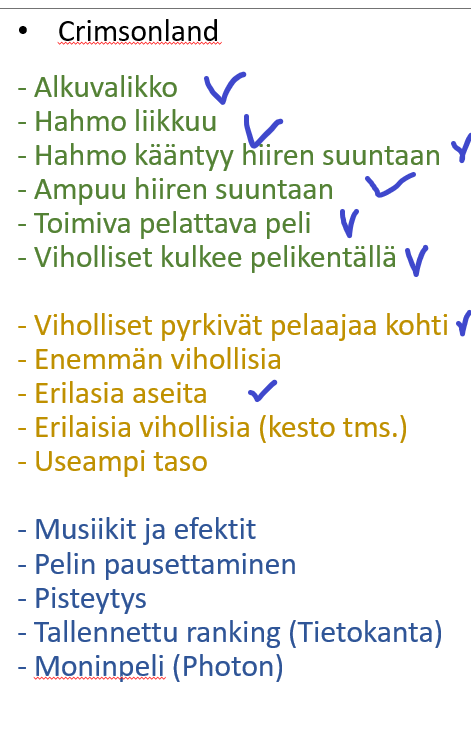 • Crimsonland
- Alkuvalikko
- Hahmo liikkuu
- Hahmo kääntyy hiiren suuntaan
- Ampuu hiiren suuntaan
- Toimiva pelattava peli
- Viholliset kulkee pelikentällä
- Viholliset pyrkivät pelaajaa kohti
- Enemmän vihollisia
- Erilasia aseita
- Erilaisia vihollisia (kesto tms.)
- Useampi taso
- Musiikit ja efektit
- Pelin pausettaminen
- Pisteytys
- Tallennettu ranking (Tietokanta)
- Moninpeli (Photon)